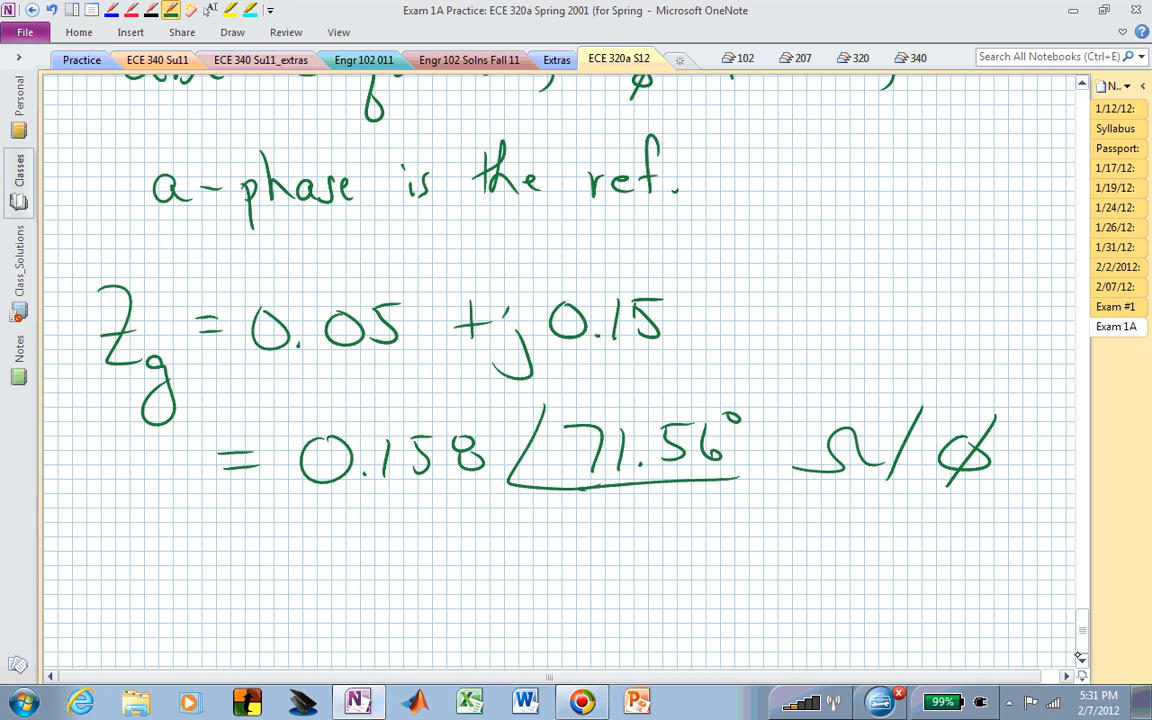 Exam 1A Practice: ECE 320a Spring 2001 (for Spring - Microsoft OneNote
File Home Insert Share Draw Review View
Practice ECE 340 Su11 ECE 340 Su11_extras Engr 102 011 Engr 102 Solns Fall 11 Extras ECE 320a S12 102 207 320 340 Search All Notebooks (Ctrl+E)
Personal
Classes
Class_Solutions
Notes
a-phase is the ref.
Zg = 0.05 + j 0.15
= 0.158 ∠71.56° Ω/ϕ
N..
1/12/12:
Syllabus
Passport:
1/17/12:
1/19/12:
1/24/12:
1/26/12:
1/31/12:
2/2/2012:
2/07/12:
Exam #1
Exam 1A
99%
5:31 PM
2/7/2012